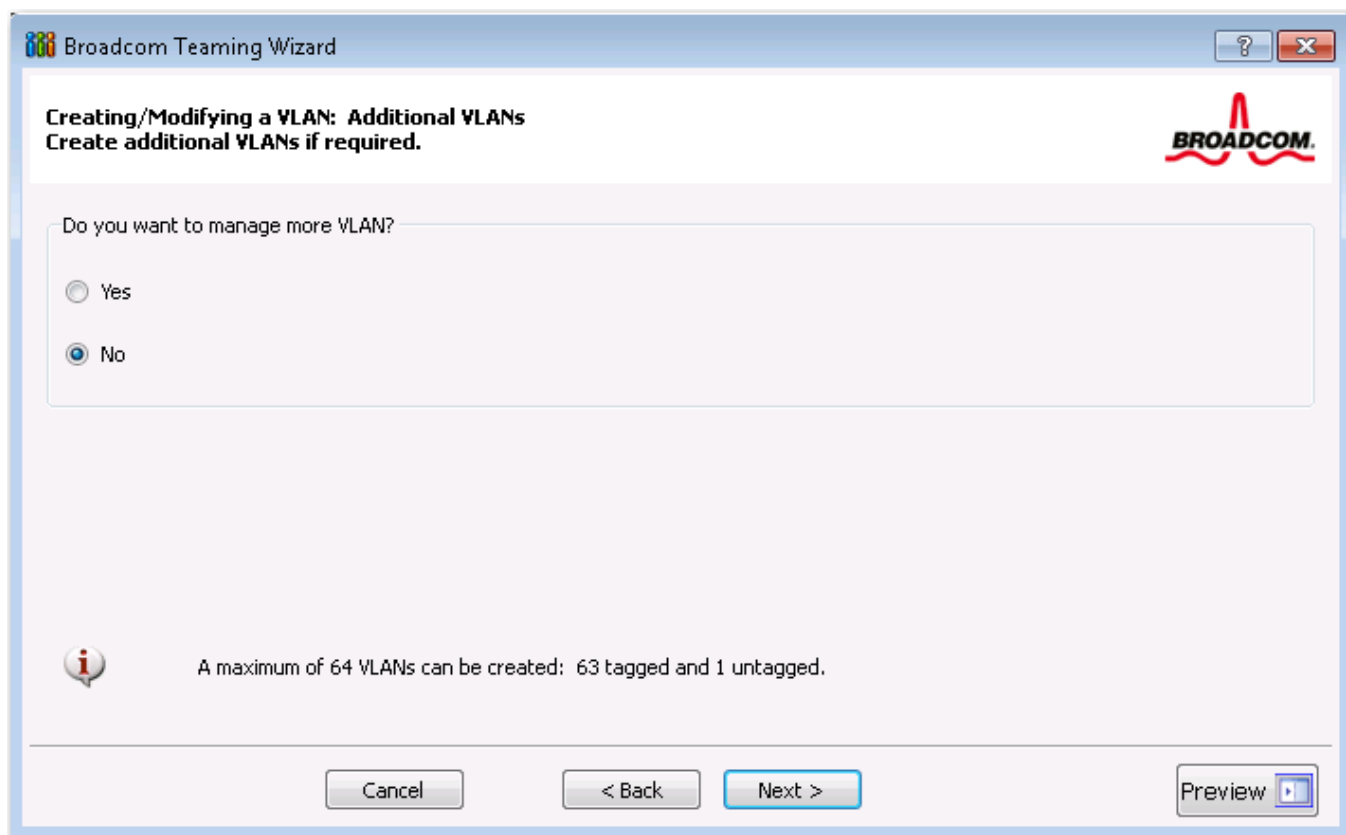 Broadcom Teaming Wizard
Creating/Modifying a VLAN: Additional VLANs
Create additional VLANs if required.
BROADCOM.
Do you want to manage more VLAN?
Yes
No
A maximum of 64 VLANs can be created: 63 tagged and 1 untagged.
Cancel
< Back
Next >
Preview